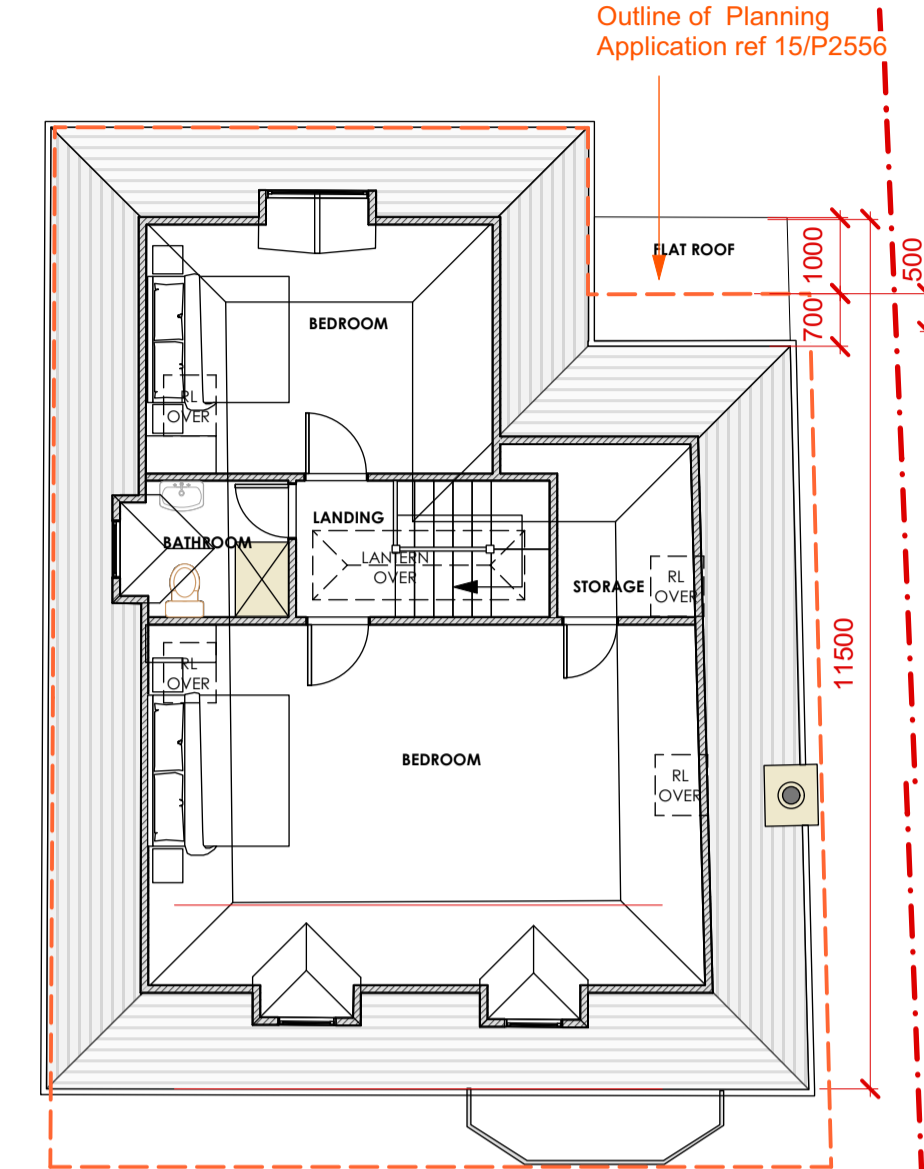 Outline of Planning
Application ref 15/P2556
FLAT ROOF
1000
500
700
BEDROOM
RL
OVER
LANDING
BATHROOM
LANTERN
OVER
STORAGE
RL
OVER
RL
OVER
11500
BEDROOM
RL
OVER